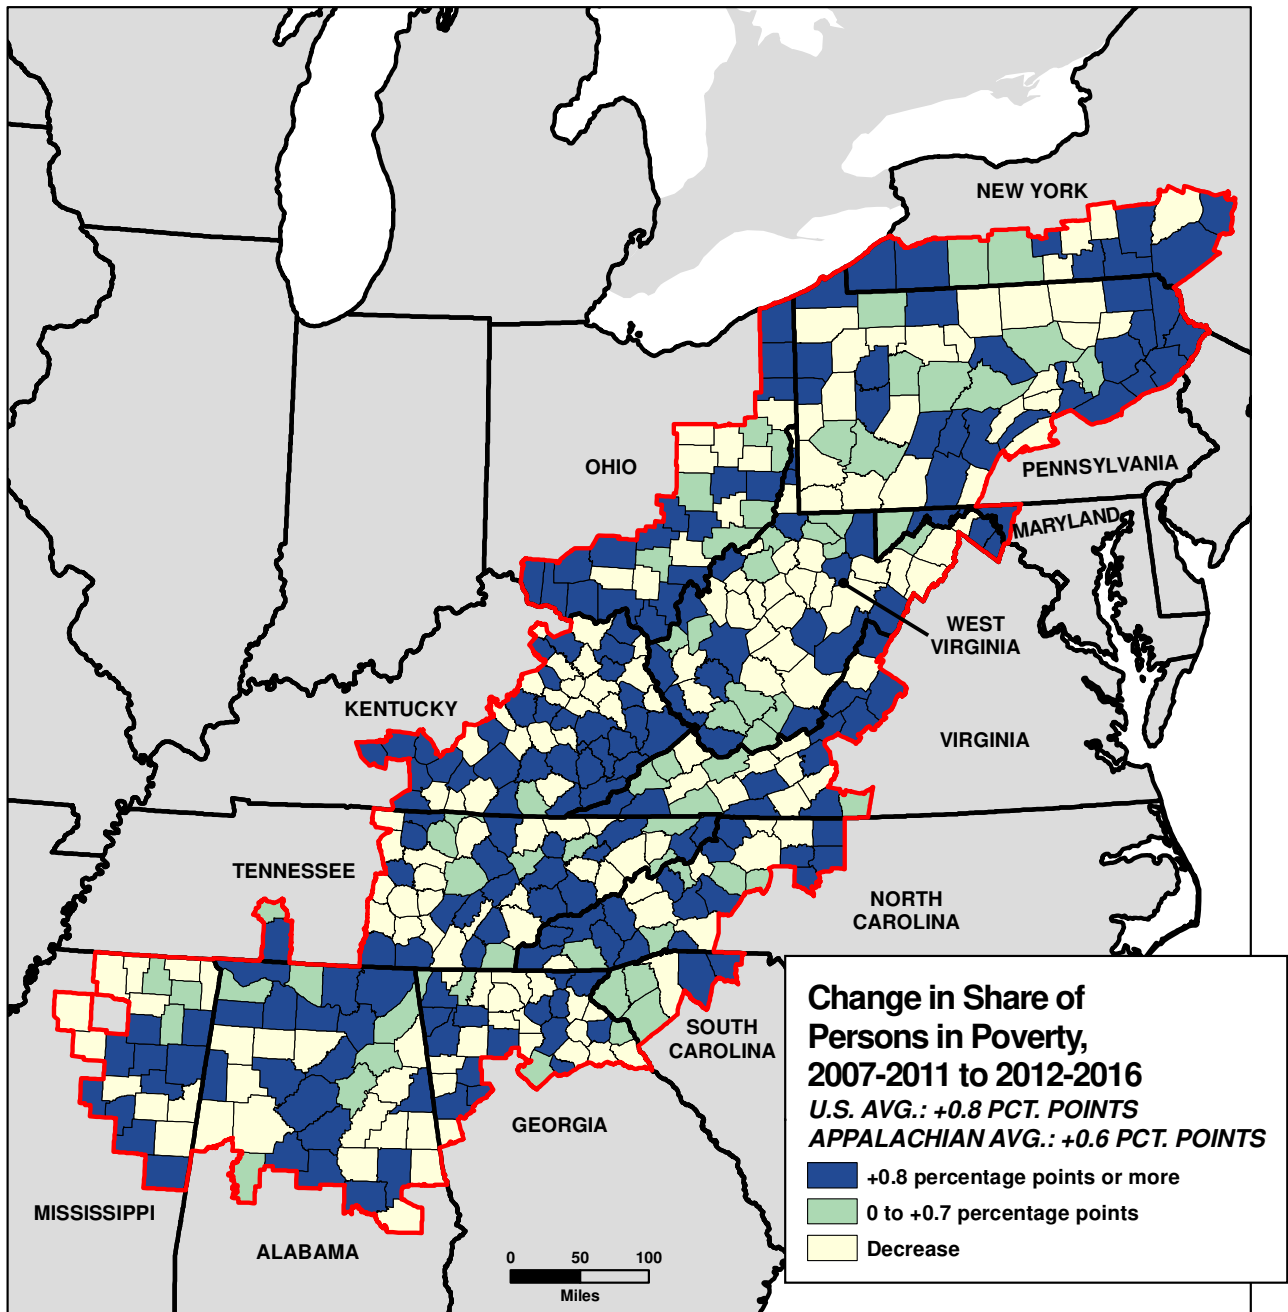 NEW YORK
OHIO
PENNSYLVANIA
MARYLAND
WEST
VIRGINIA
KENTUCKY
VIRGINIA
TENNESSEE
NORTH
CAROLINA
SOUTH
CAROLINA
GEORGIA
MISSISSIPPI
ALABAMA
0 50 100
Miles
Change in Share of
Persons in Poverty,
2007-2011 to 2012-2016
U.S. AVG.: +0.8 PCT. POINTS
APPALACHIAN AVG.: +0.6 PCT. POINTS
+0.8 percentage points or more
0 to +0.7 percentage points
Decrease